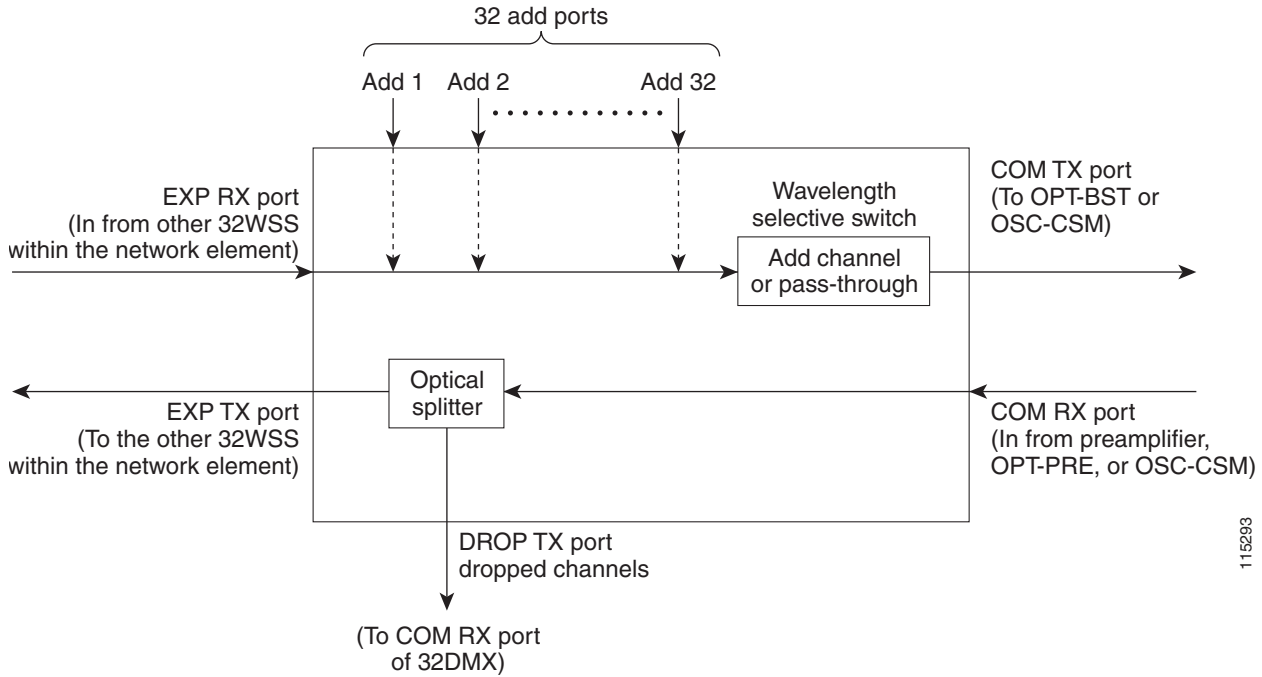 32 add ports
Add 1
Add 2
Add 32
EXP RX port
(In from other 32WSS
within the network element)
Wavelength
selective switch
Add channel
or pass-through
COM TX port
(To OPT-BST or
OSC-CSM)
Optical
splitter
EXP TX port
(To the other 32WSS
within the network element)
COM RX port
(In from preamplifier,
OPT-PRE, or OSC-CSM)
DROP TX port
dropped channels
(To COM RX port
of 32DMX)
115293